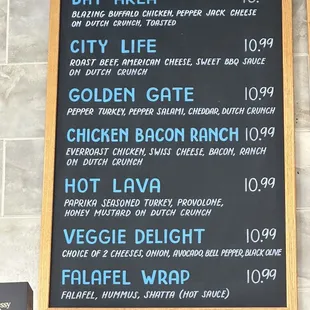 BAY AREA 10.
BLAZING BUFFALO CHICKEN, PEPPER JACK CHEESE
ON DUTCH CRUNCH, TOASTED
CITY LIFE 10.99
ROAST BEEF, AMERICAN CHEESE, SWEET BBQ SAUCE
ON DUTCH CRUNCH
GOLDEN GATE 10.99
PEPPER TURKEY, PEPPER SALAMI, CHEDDAR, DUTCH CRUNCH
CHICKEN BACON RANCH 10.99
EVERROAST CHICKEN, SWISS CHEESE, BACON, RANCH
ON DUTCH CRUNCH
HOT LAVA 10.99
PAPRIKA SEASONED TURKEY, PROVOLONE,
HONEY MUSTARD ON DUTCH CRUNCH
VEGGIE DELIGHT 10.99
CHOICE OF 2 CHEESES, ONION, AVOCADO, BELL PEPPER, BLACK OLIVE
FALAFEL WRAP 10.99
FALAFEL, HUMMUS, SHATTA (HOT SAUCE)